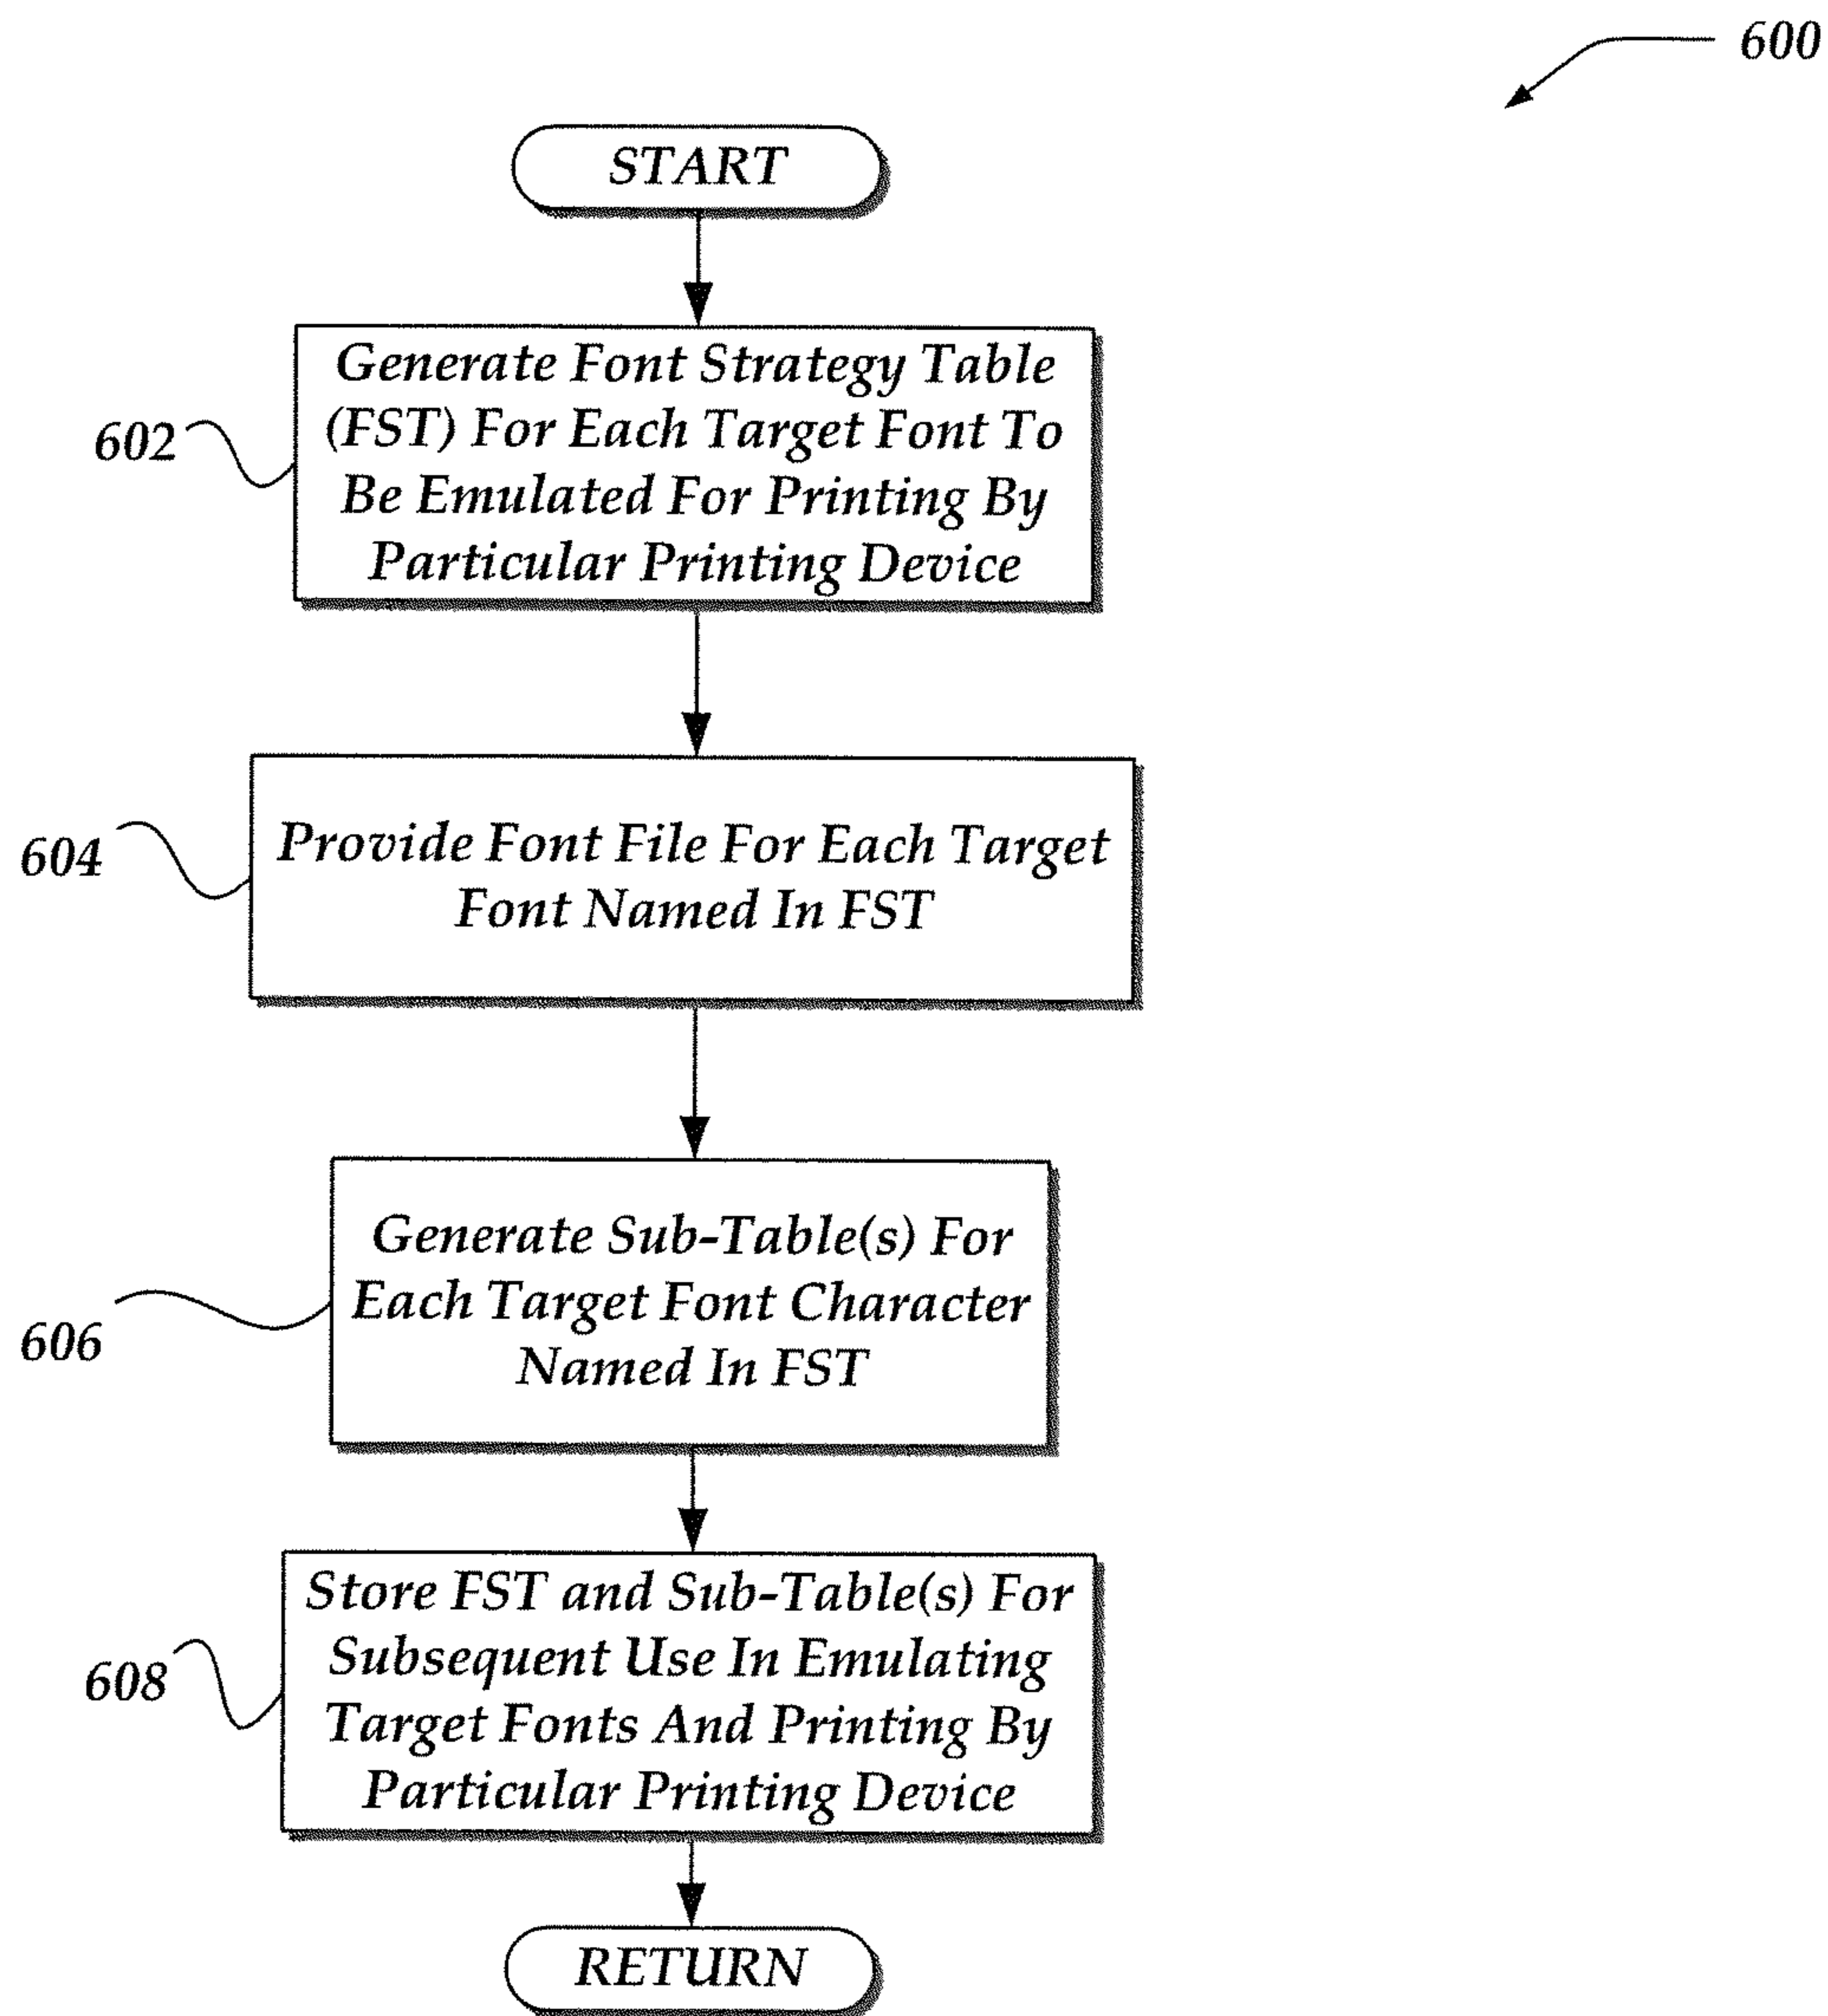 600
START
Generate Font Strategy Table
(FST) For Each Target Font To
Be Emulated For Printing By
Particular Printing Device
602
Provide Font File For Each Target
Font Named In FST
604
Generate Sub-Table(s) For
Each Target Font Character
Named In FST
606
Store FST and Sub-Table(s) For
Subsequent Use In Emulating
Target Fonts And Printing By
Particular Printing Device
608
RETURN